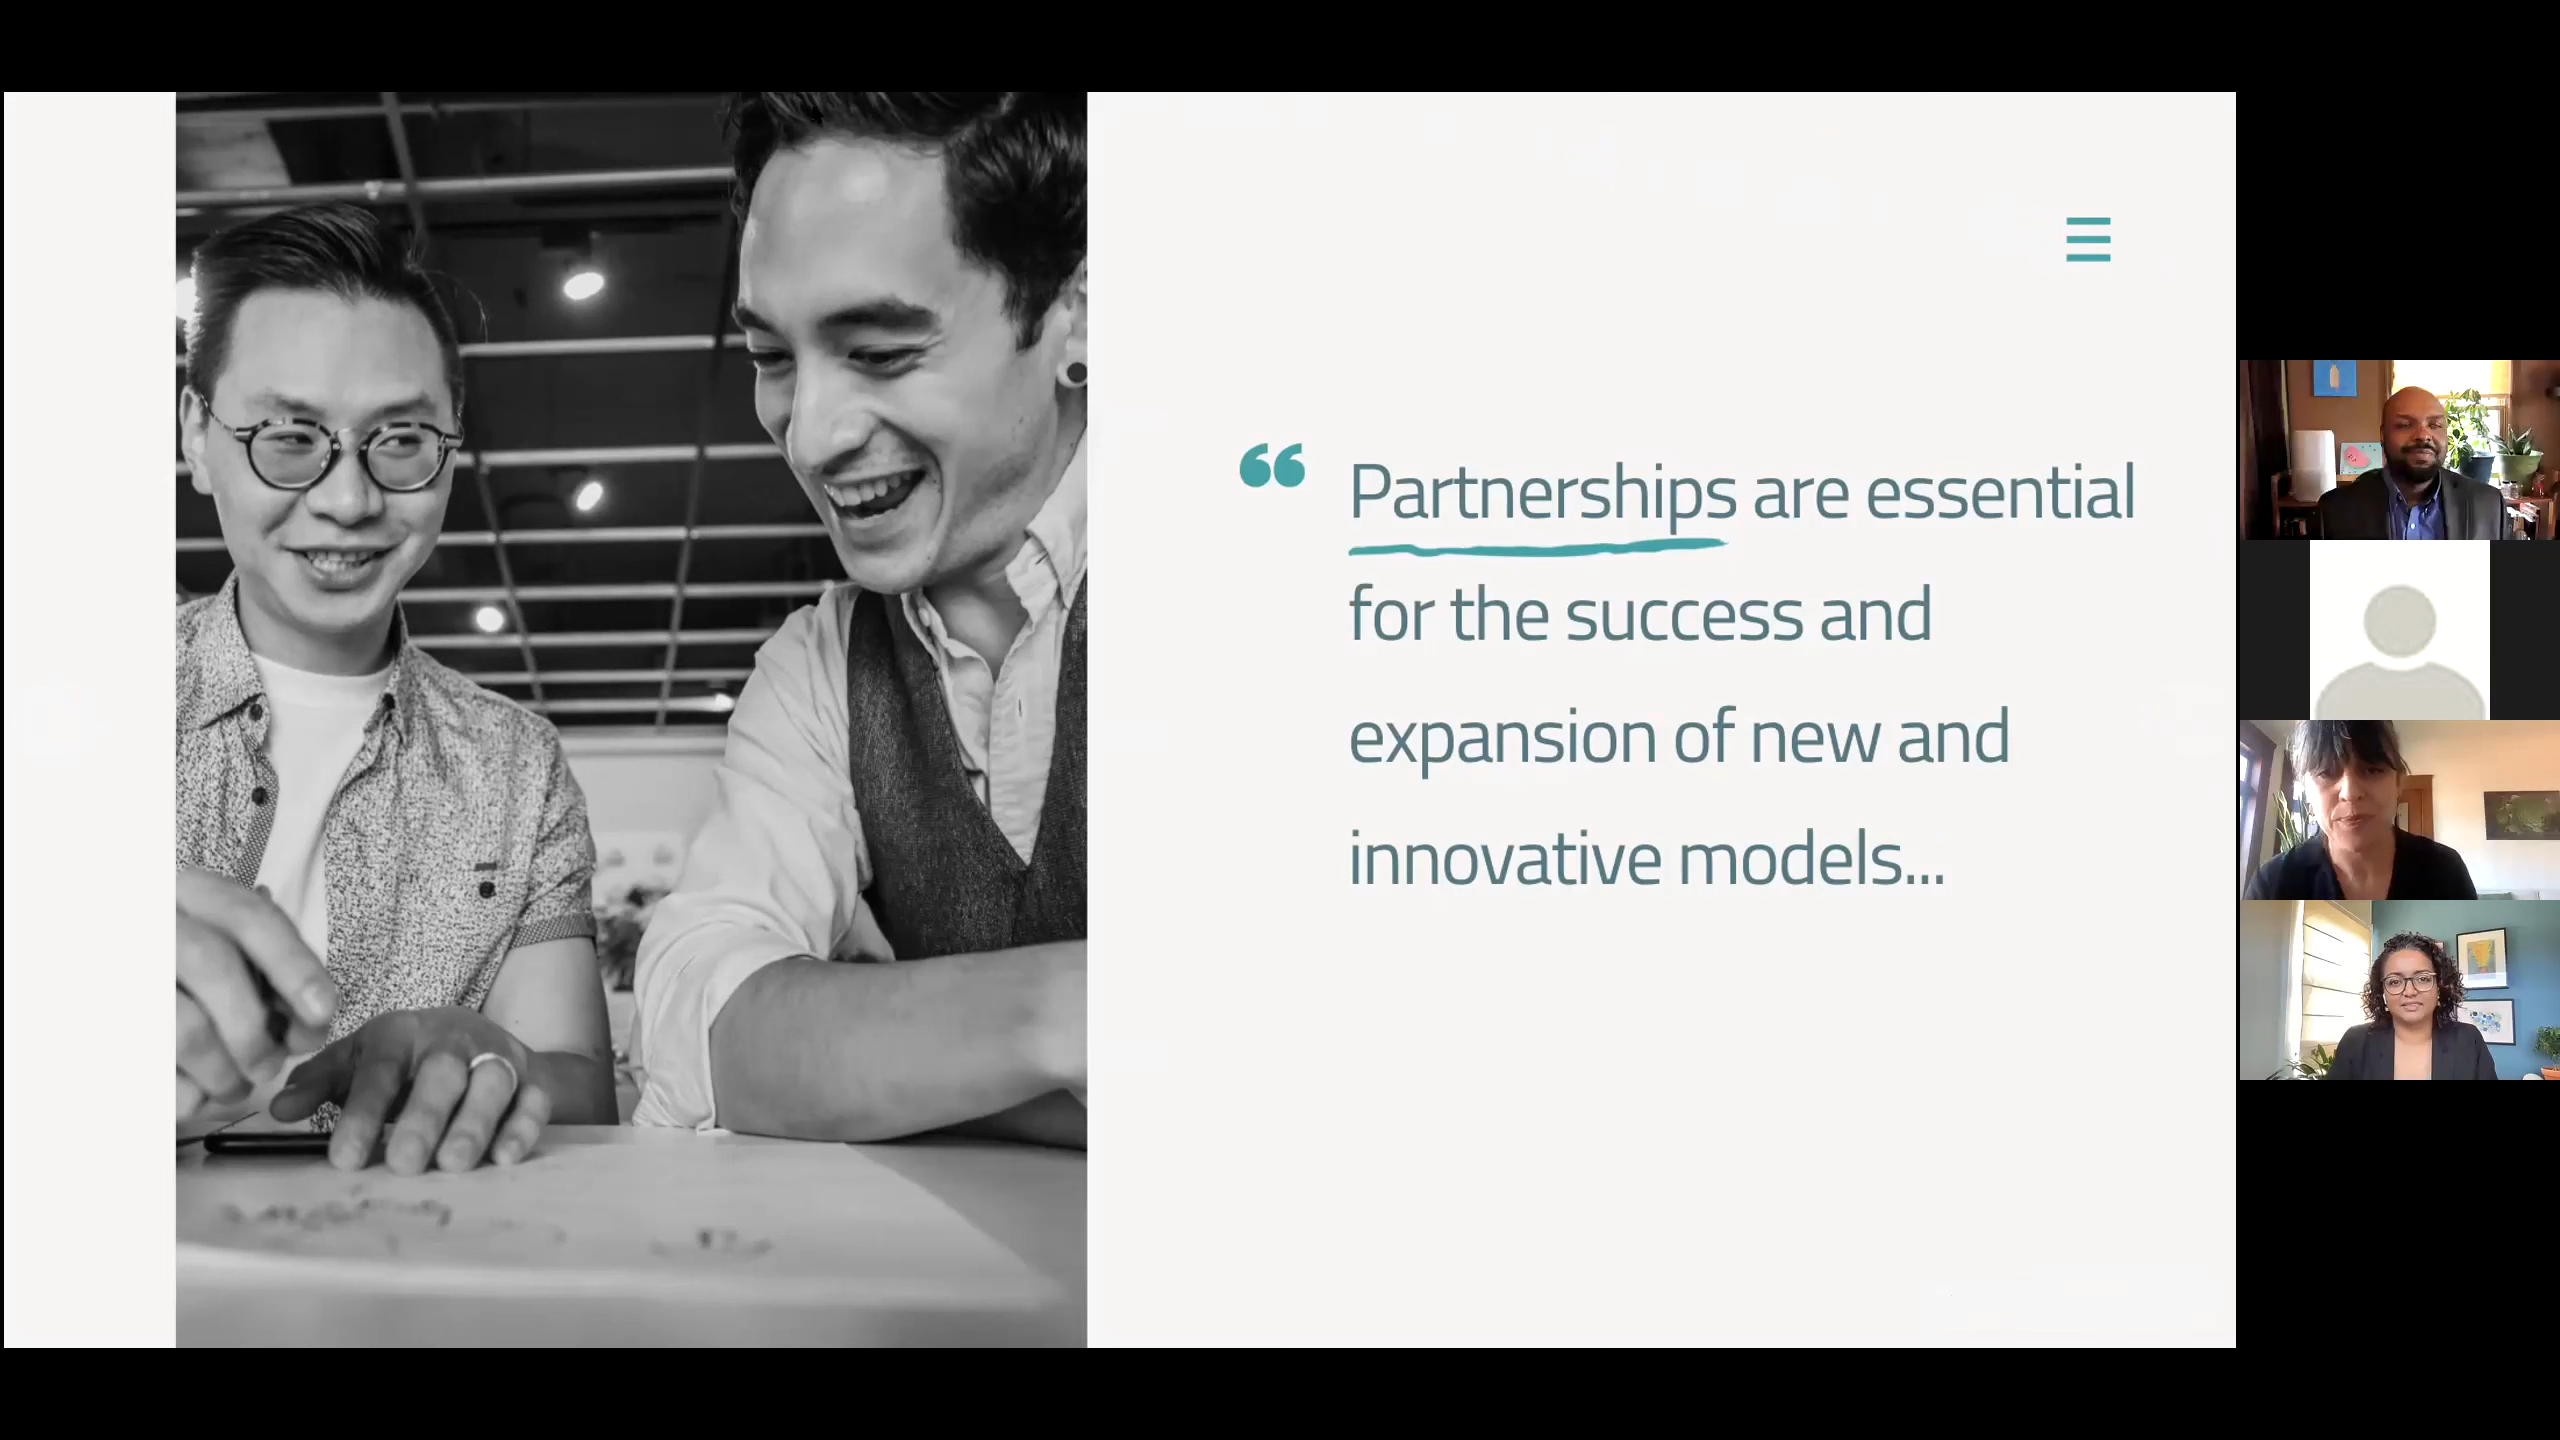 “ Partnerships are essential
for the success and
expansion of new and
innovative models...